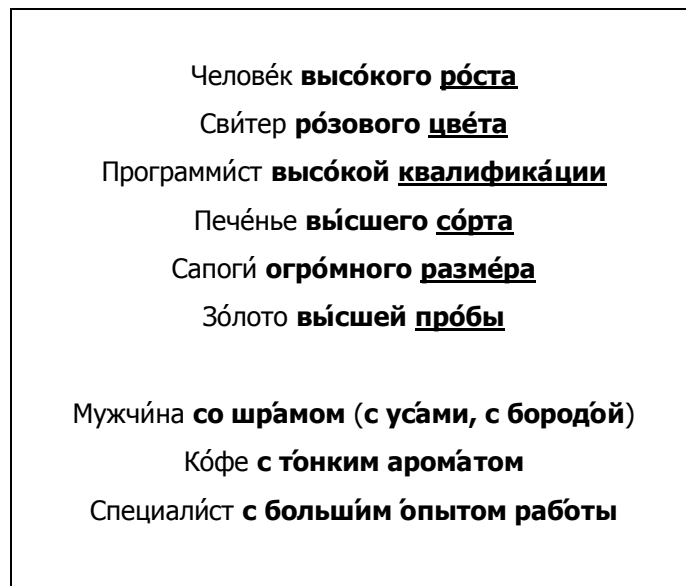 Челове́к высо́кого ро́ста
Сви́тер ро́зового цве́та
Программи́ст высо́кой квалифика́ции
Пече́нье вы́сшего со́рта
Сапоги́ огро́много разме́ра
Зо́лото вы́сшей про́бы
Мужчи́на со шра́мом (с уса́ми, с бородо́й)
Ко́фе с то́нким арома́том
Специали́ст с больши́м о́пытом рабо́ты